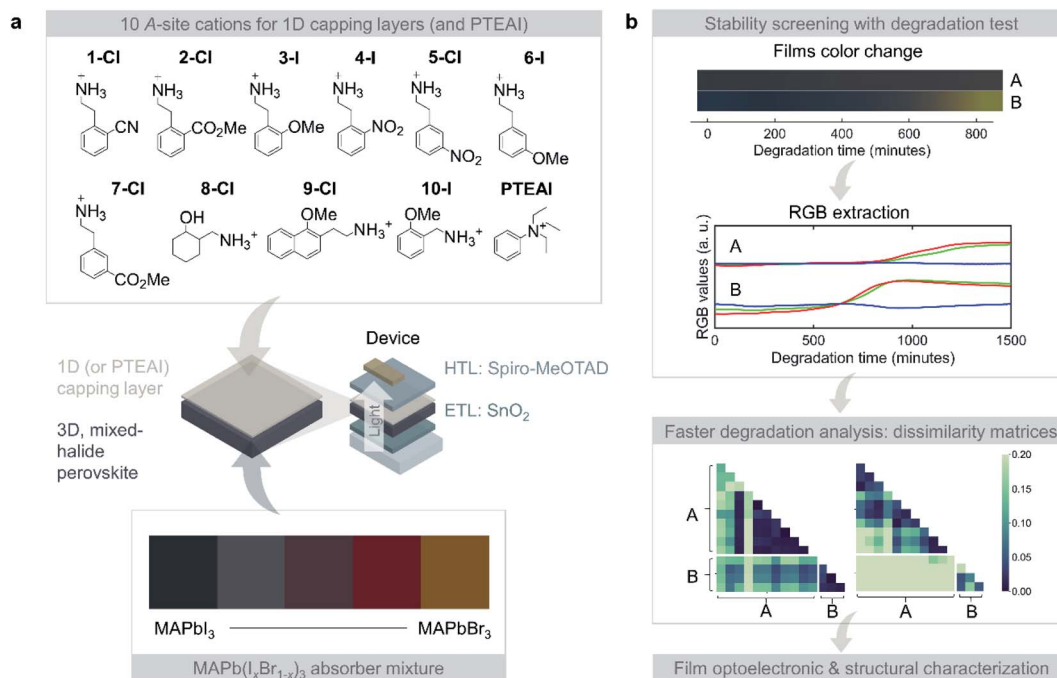 a
10 A-site cations for 1D capping layers (and PTEAI)
1-Cl 2-Cl 3-I 4-I 5-Cl 6-I
NH3 NH3 NH3 + NH3 + NH3 + NH3 +
CN CO2Me OMe NO2 NO2 OMe
7-Cl 8-Cl 9-Cl 10-I PTEAI
NH3 + OH NH3+ OMe NH3+ OMe NH3+ N+
CO2Me
1D (or PTEAI)
capping layer
3D, mixed-
halide
perovskite
Device
HTL: Spiro-MeOTAD
ETL: SnO2
Light
MAPbI3 MAPbBr3
MAPb(IxBr1-x)3 absorber mixture
b
Stability screening with degradation test
Films color change
A
B
0 200 400 600 800
Degradation time (minutes)
RGB extraction
RGB values (a. u.)
A
B
0 500 1000 1500
Degradation time (minutes)
Faster degradation analysis: dissimilarity matrices
A
B
A B A B
0.20
0.15
0.10
0.05
0.00
Film optoelectronic & structural characterization